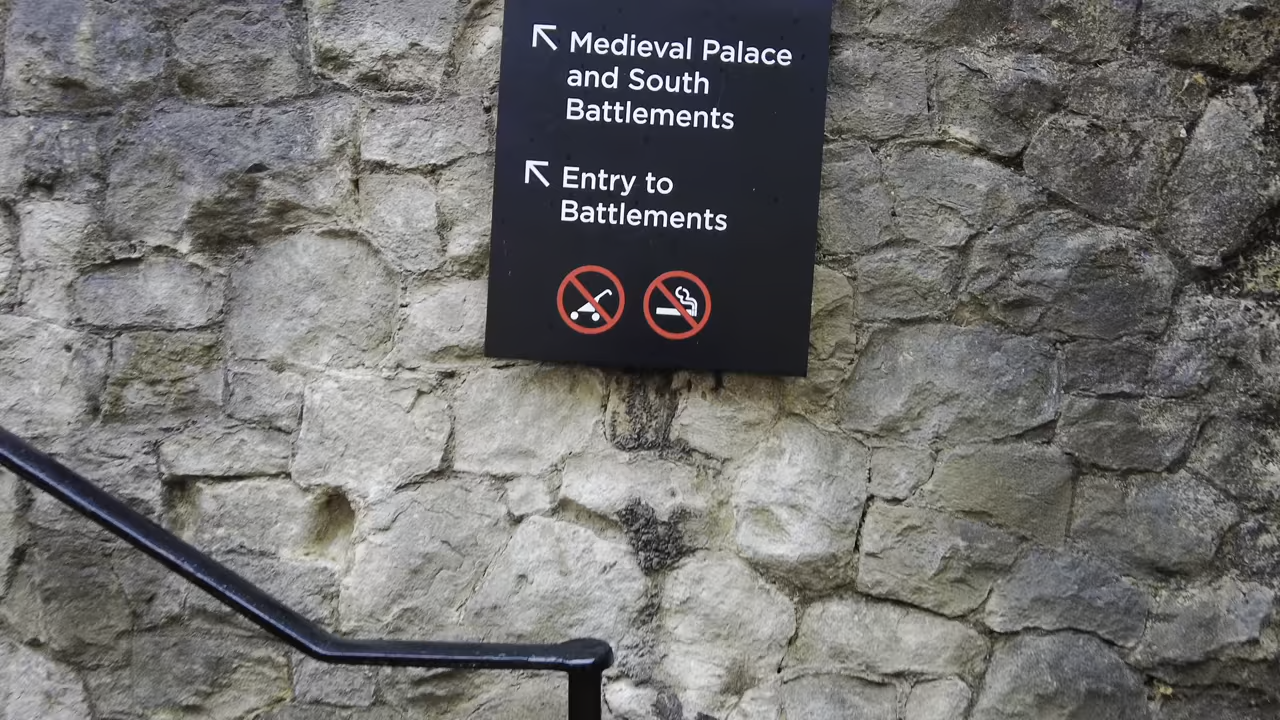 Medieval Palace
and South
Battlements
Entry to
Battlements